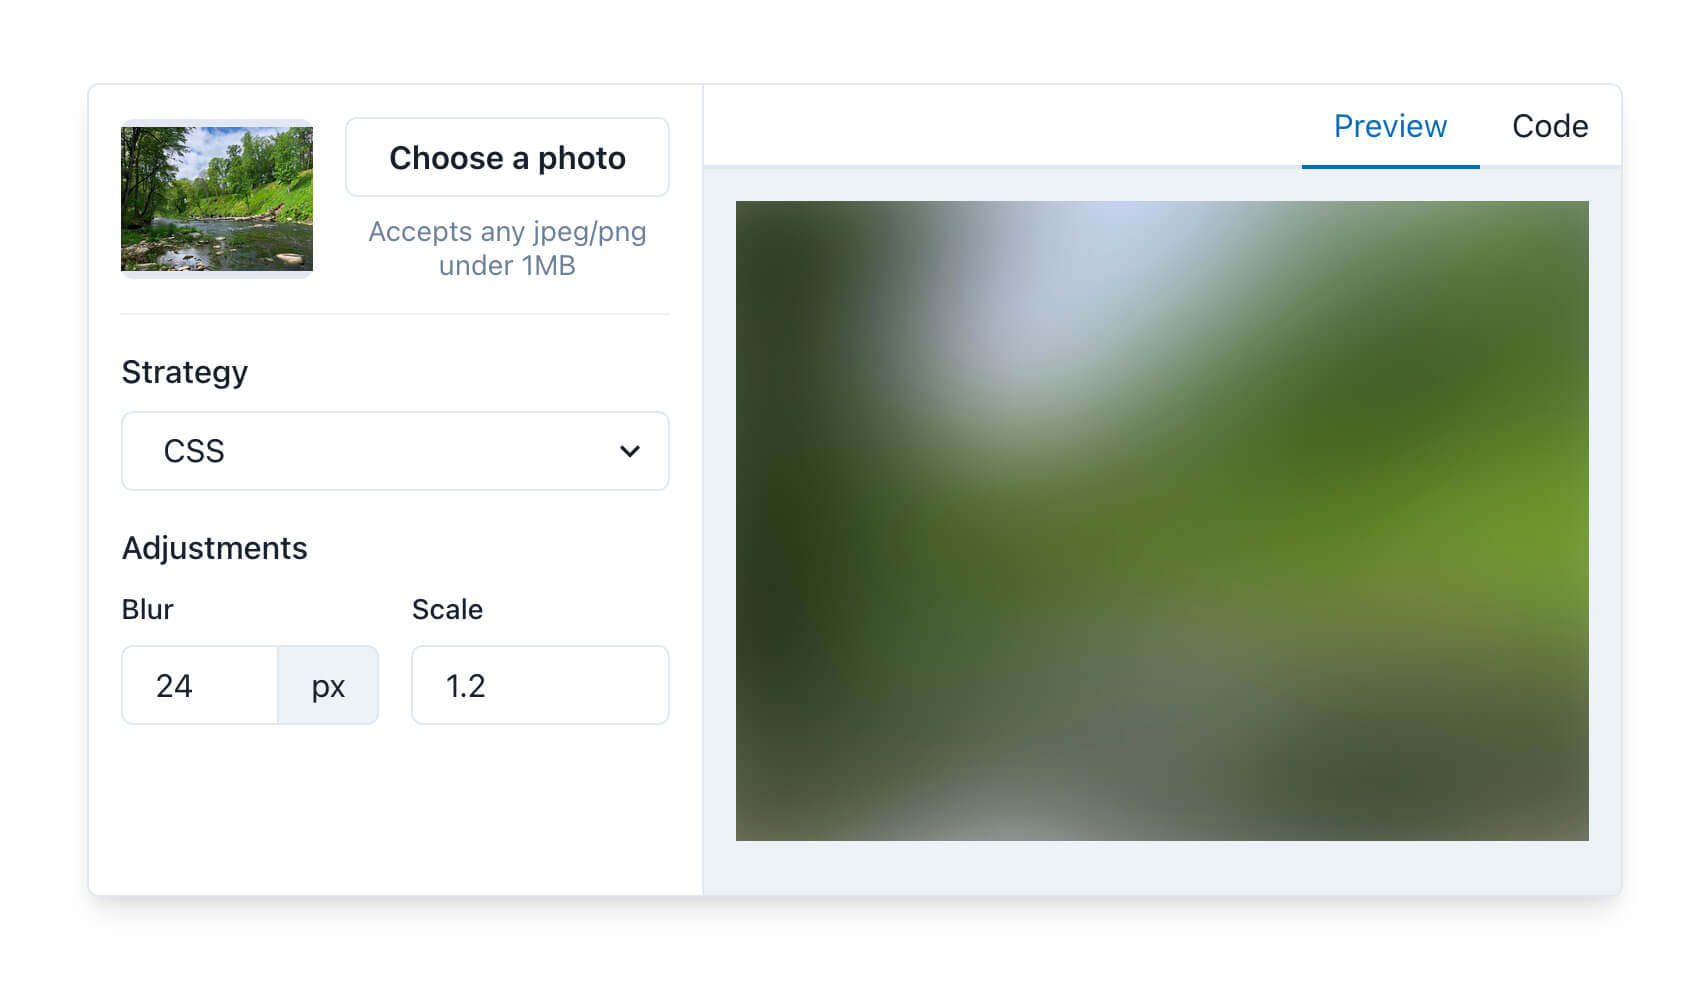 Choose a photo
Accepts any jpeg/png
under 1MB
Strategy
CSS
Adjustments
Blur
Scale
24
px
1.2
Preview
Code